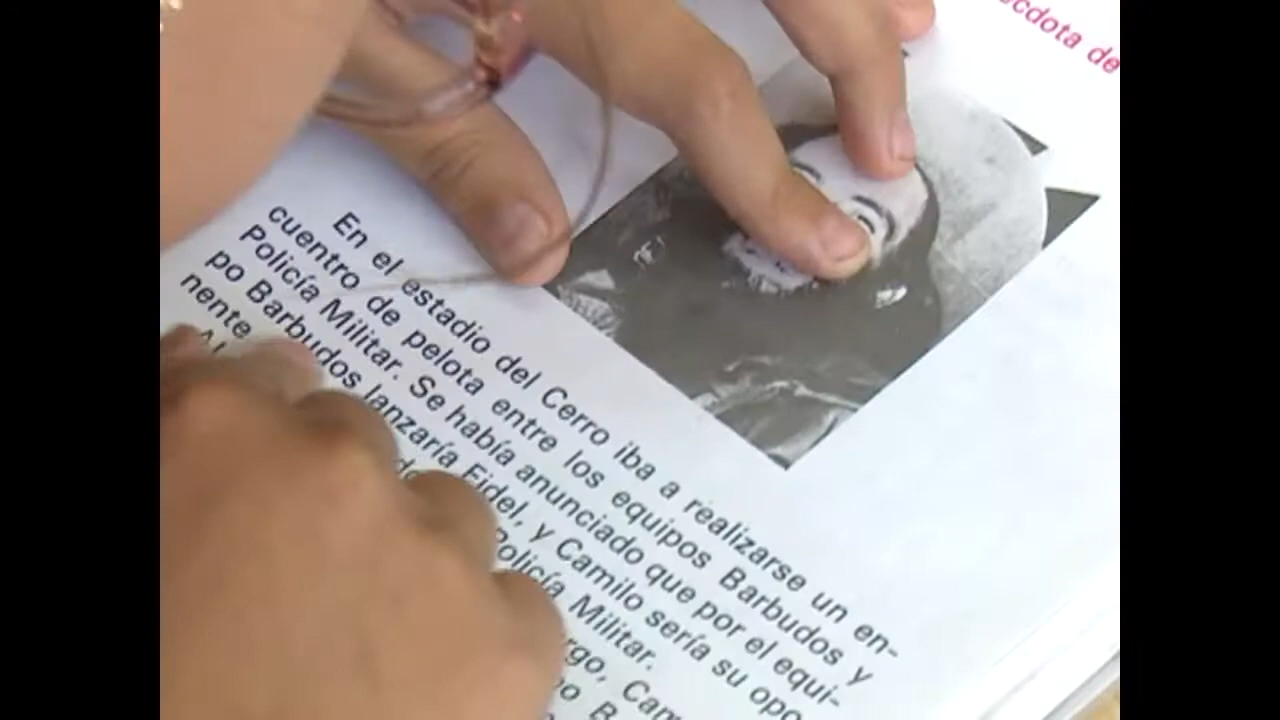 de
En el estadio del Cerro iba a realizarse un en-
cuentro de pelota entre los equipos Barbudos y
Policía Militar. Se había anunciado que por el equi-
po Barbudos lanzaría Fidel, y Camilo sería su opo
nente
Policía Militar.